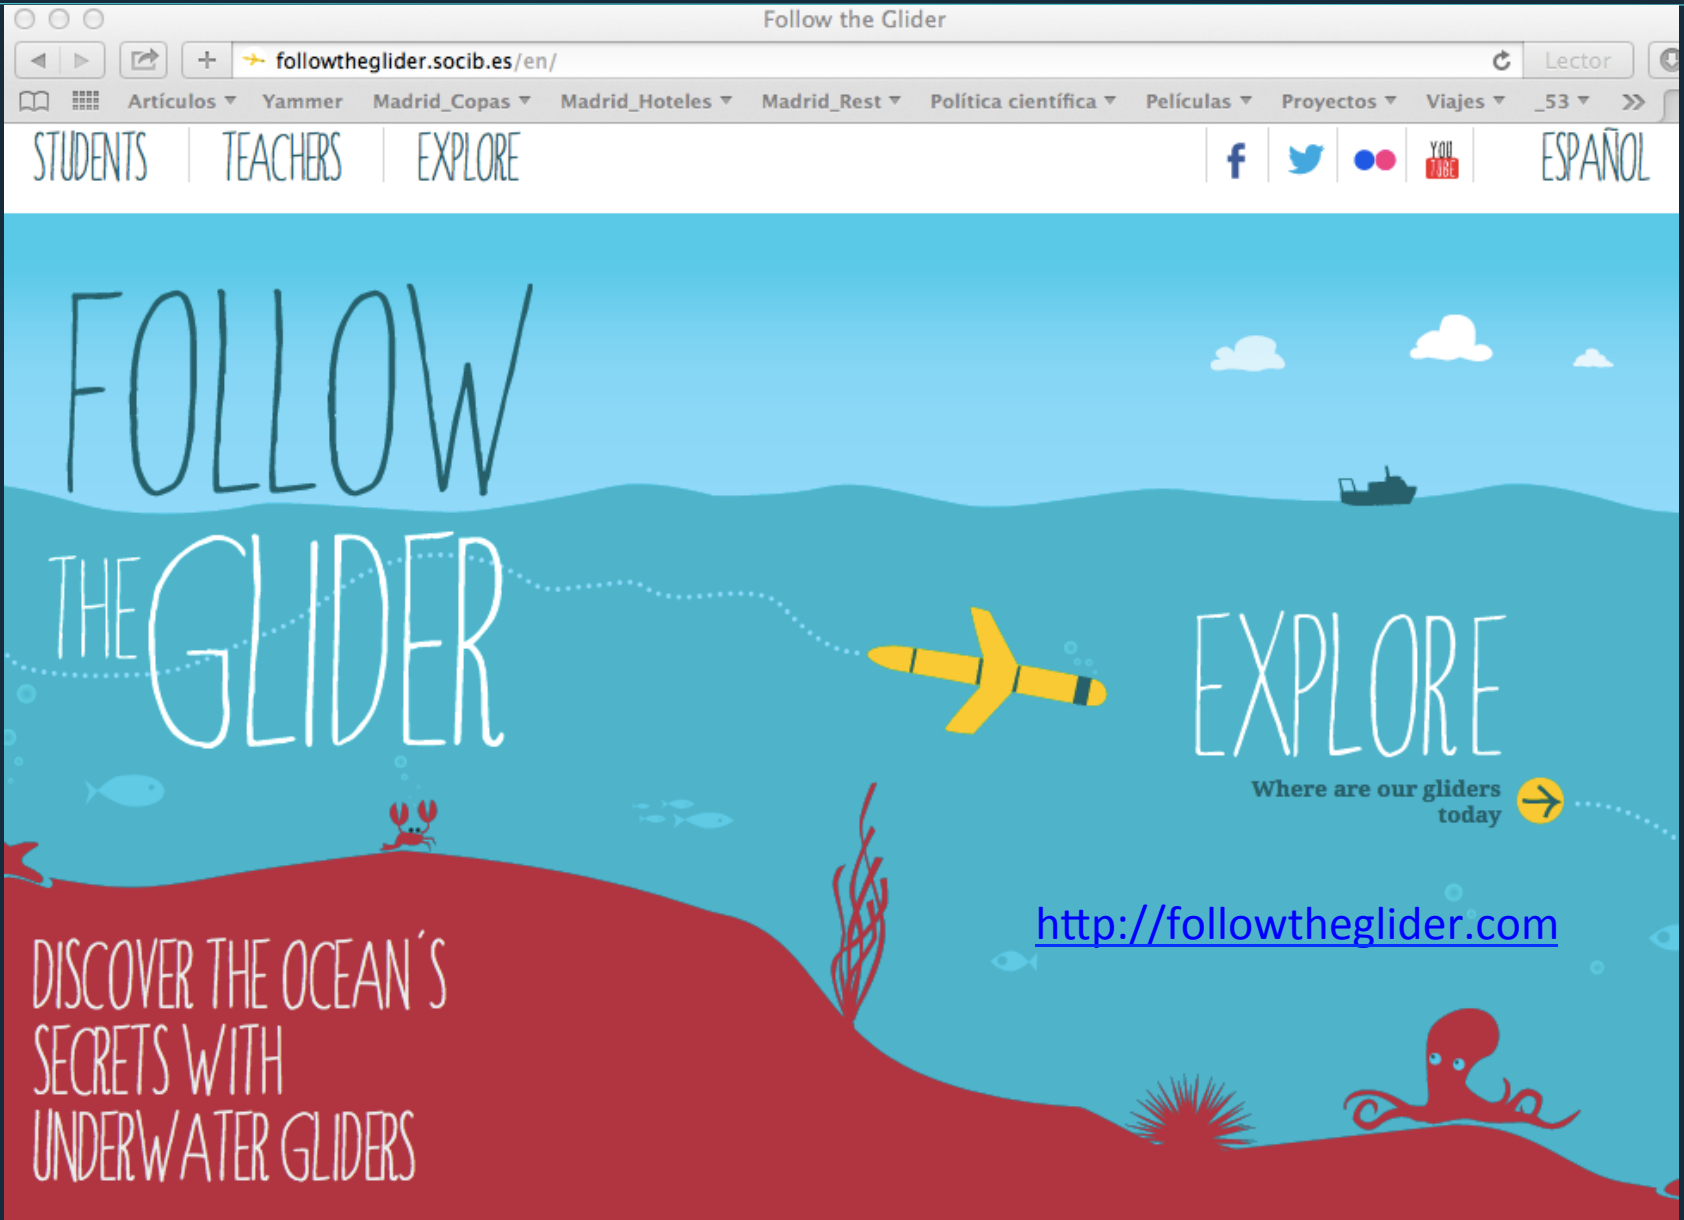 Follow the Glider
followtheglider.socib.es/en/
Lector
Artículos Yammer Madrid_Copas Madrid_Hoteles Madrid_Rest Política científica Películas Proyectos Viajes _53
STUDENTS TEACHERS EXPLORE YOU TUBE ESPAÑOL
FOLLOW
THE GLIDER
EXPLORE
Where are our gliders
today
http://followtheglider.com
DISCOVER THE OCEAN´S
SECRETS WITH
UNDERWATER GLIDERS